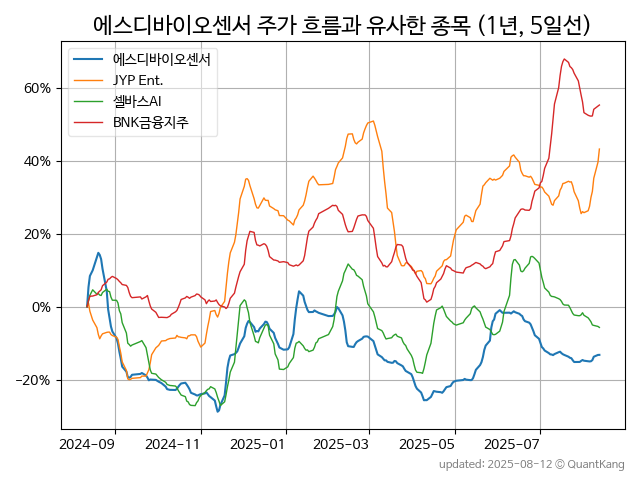 에스디바이오센서 주가 흐름과 유사한 종목 (1년, 5일선)
에스디바이오센서
JYP Ent.
셀바스AI
BNK금융지주
60%
40%
20%
0%
−20%
2024-09 2024-11 2025-01 2025-03 2025-05 2025-07
updated: 2025-08-12 © QuantKang